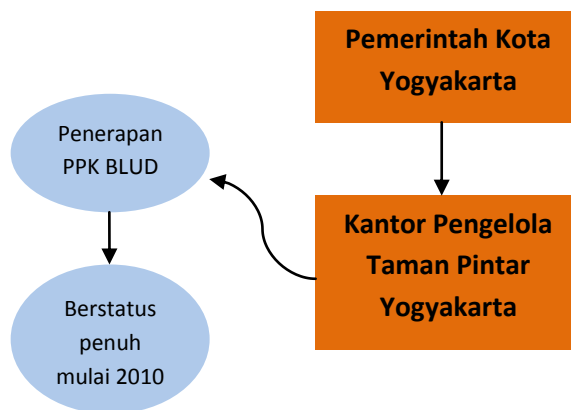 Pemerintah Kota
Yogyakarta
Penerapan
PPK BLUD
Kantor Pengelola
Taman Pintar
Yogyakarta
Berstatus
penuh
mulai 2010